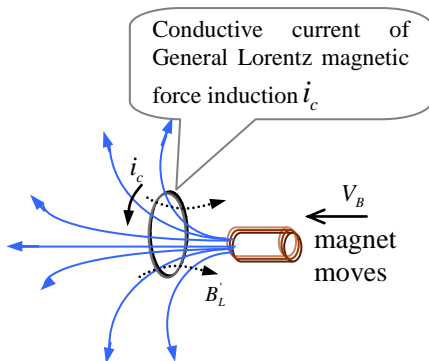 Conductive current of
General Lorentz magnetic
force induction i_c
i_c
V_B
magnet
moves
B'_L